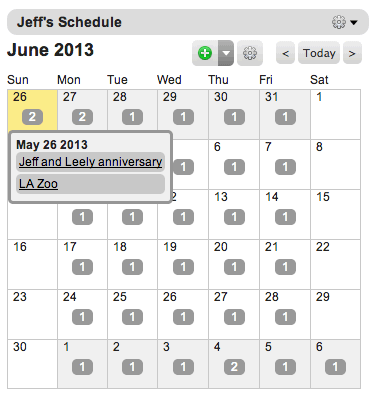 Jeff's Schedule
June 2013
< Today >
Sun Mon Tue Wed Thu Fri Sat
26 27 28 29 30 31 1
2 2 1 1 1 1
May 26 2013
Jeff and Leely anniversary
LA Zoo
6 7 8
1 1 1
13 14 15
1 1 1 1 1
16 17 18 19 20 21 22
1 1 1 1 1
23 24 25 26 27 28 29
1 1 1 1 1
30 1 2 3 4 5 6
1 1 1 2 1 1